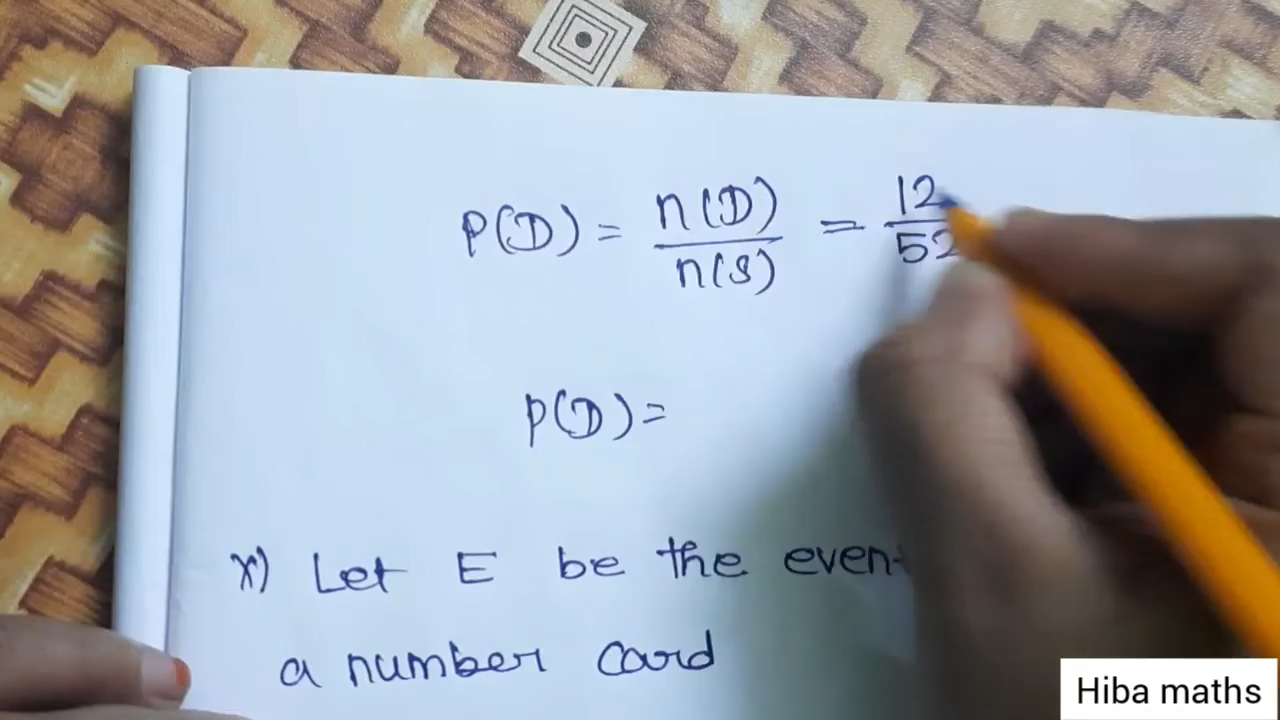 P(D) = n(D)/n(S) = 12/52
P(D) =
x) Let E be the even
a number card
Hiba maths